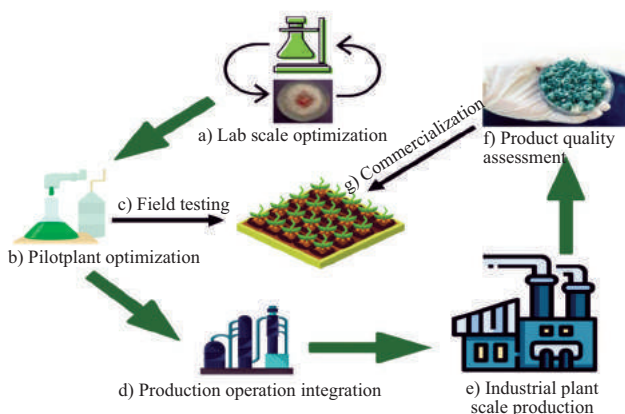 a) Lab scale optimization
b) Pilotplant optimization
c) Field testing
d) Production operation integration
e) Industrial plant
scale production
f) Product quality
assessment
g) Commercialization